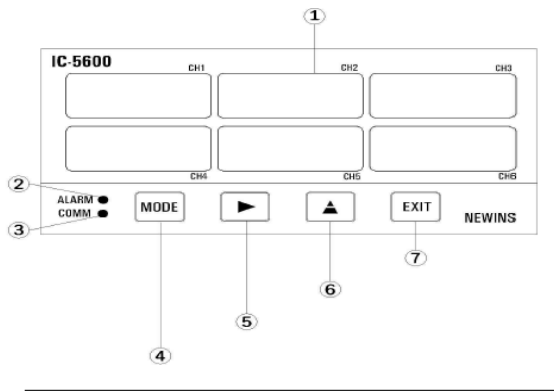 ①
IC-5600
CH1 CH2 CH3
CH4 CH5 CH6
② ALARM
③ COMM
MODE EXIT
NEWINS
④ ⑤ ⑥ ⑦